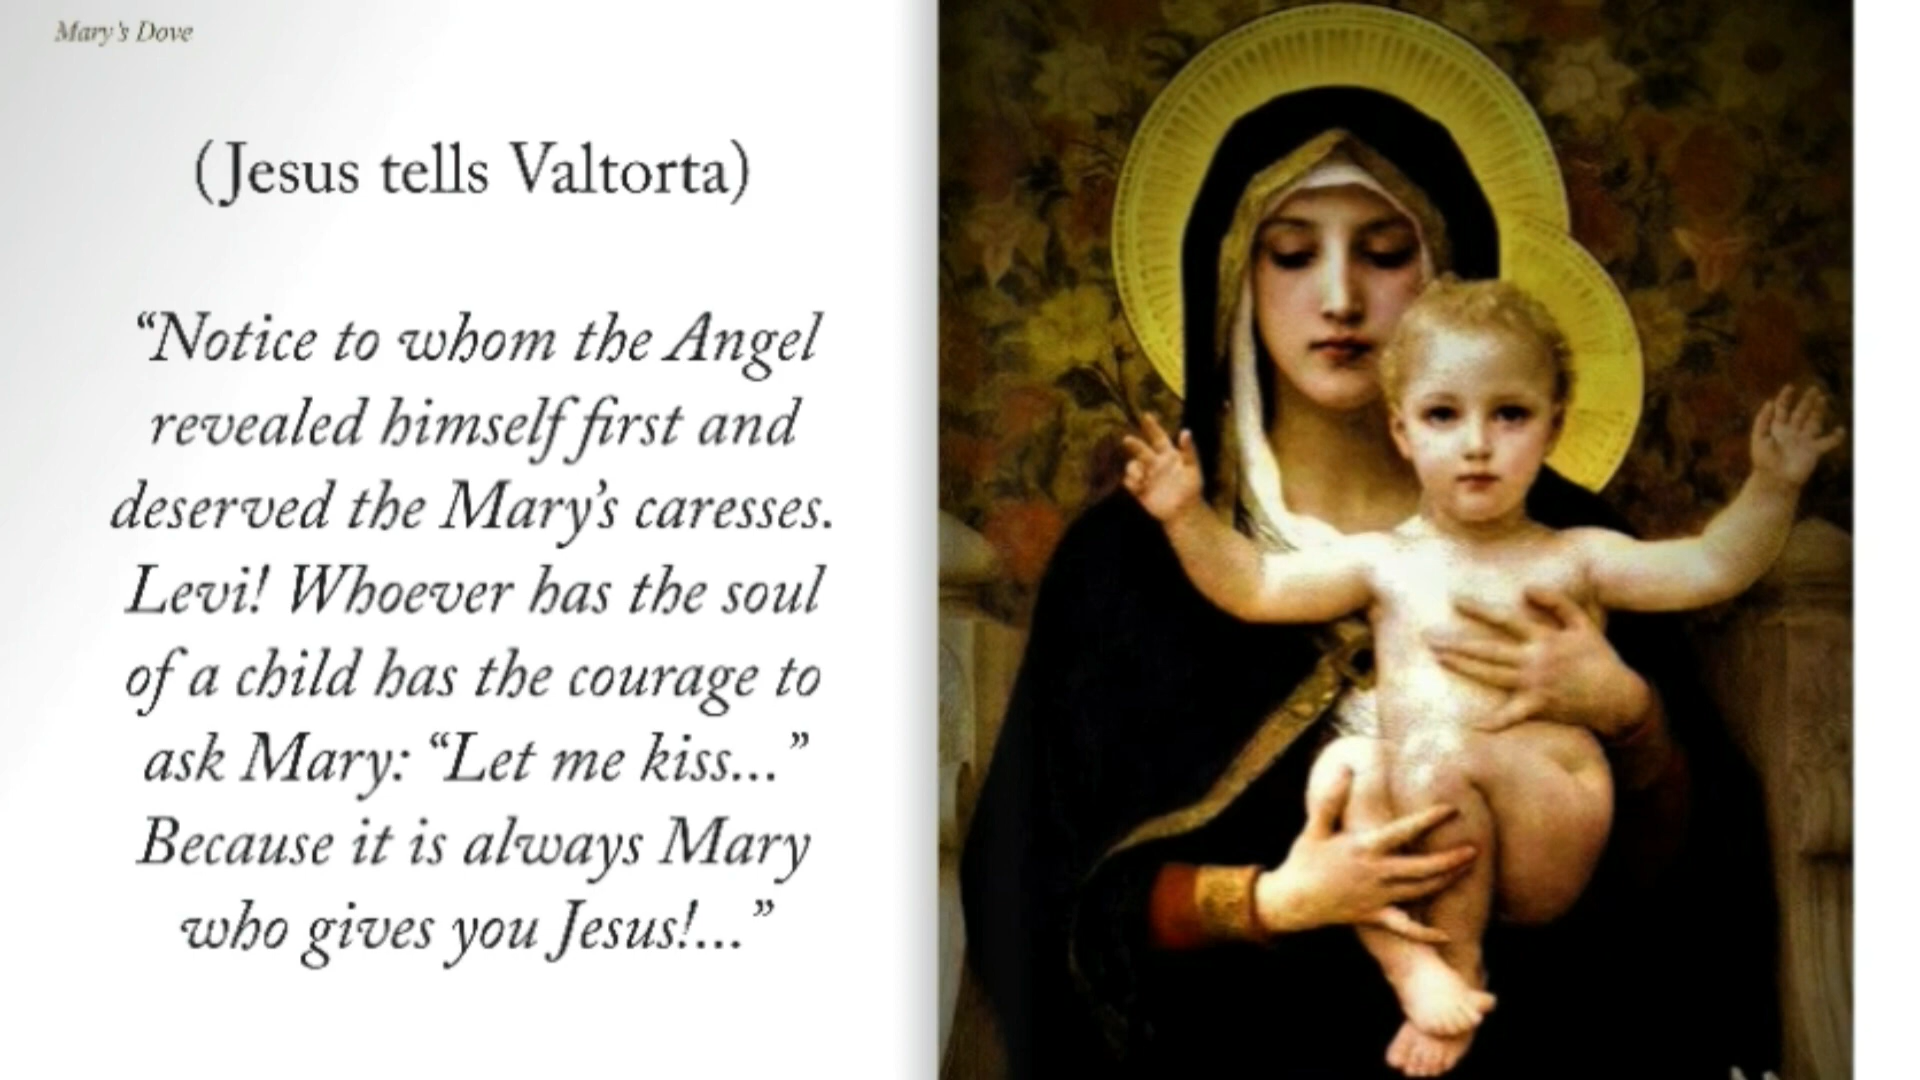 Mary's Dove
(Jesus tells Valtorta)
“Notice to whom the Angel
revealed himself first and
deserved the Mary’s caresses.
Levi! Whoever has the soul
of a child has the courage to
ask Mary: “Let me kiss...”
Because it is always Mary
who gives you Jesus!...”